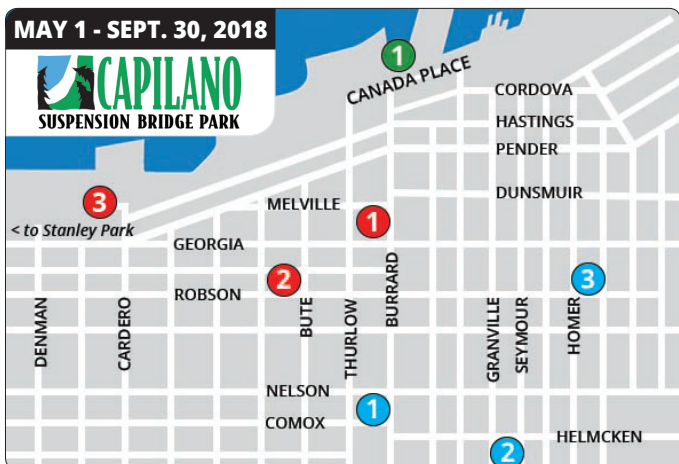 MAY 1 - SEPT. 30, 2018
CAPILANO
SUSPENSION BRIDGE PARK
1
CANADA PLACE
CORDOVA
HASTINGS
PENDER
DUNSMUIR
MELVILLE
3
1
< to Stanley Park
GEORGIA
2
3
ROBSON
DENMAN
CARDERO
BUTE
THURLOW
BURRARD
GRANVILLE
SEYMOUR
HOMER
NELSON
1
COMOX
HELMCKEN
2